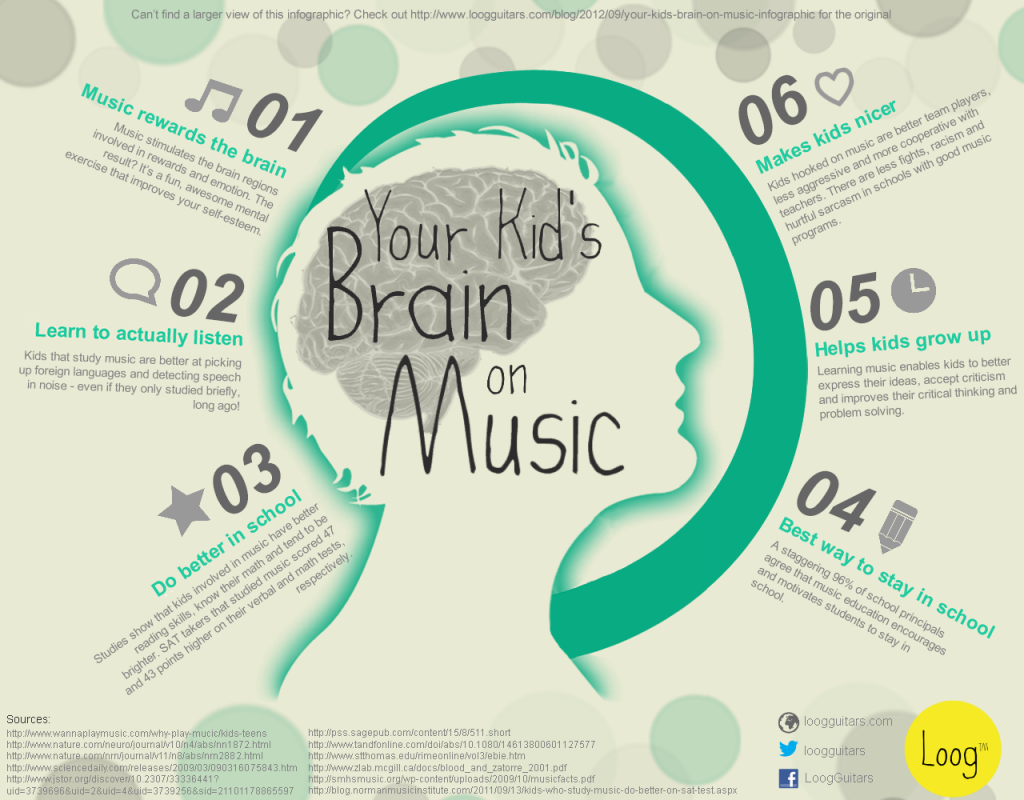 Can't find a larger view of this infographic? Check out http://www.loogguitars.com/blog/2012/09/your-kids-brain-on-music-infographic for the original
Your Kid's
Brain
on
Music
01
Music rewards the brain
Music stimulates the brain regions
involved in rewards and emotion. The
result? It's a fun, awesome mental
exercise that improves your self-esteem.
02
Learn to actually listen
Kids that study music are better at picking
up foreign languages and detecting speech
in noise - even if they only studied briefly,
long ago!
03
Do better in school
Studies show that kids involved in music have better
reading skills, know their math and tend to be
brighter. SAT takers that studied music scored 47
and 43 points higher on their verbal and math tests,
respectively.
04
Best way to stay in school
A staggering 96% of school principals
agree that music education encourages
and motivates students to stay in
school.
05
Helps kids grow up
Learning music enables kids to better
express their ideas, accept criticism
and improves their critical thinking and
problem solving.
06
Makes kids nicer
Kids hooked on music are better team players,
less aggressive and more cooperative with
teachers. There are less fights, racism and
hurtful sarcasm in schools with good music
programs.
Sources:
http://www.wannaplaymusic.com/why-play-mucic/kids-teens
http://www.nature.com/neuro/journal/v10/n4/abs/nn1872.html
http://www.nature.com/nrn/journal/v11/n8/abs/nrn2882.html
http://www.sciencedaily.com/releases/2009/03/090316075843.htm
http://www.jstor.org/discover/10.2307/3333644​1?
uid=3739696&uid=2&uid=4&uid=3739256&sid=21101178865597
http://pss.sagepub.com/content/15/8/511.short
http://www.tandfonline.com/doi/abs/10.1080/14613800601127577
http://www.stthomas.edu/rimeonline/vol3/ebie.htm
http://www.zlab.mcgill.ca/docs/blood_and_zatorre_2001.pdf
http://smhsmusic.org/wp-content/uploads/2009/10/musicfacts.pdf
http://blog.normanmusicinstitute.com/2011/09/13/kids-who-study-music-do-better-on-sat-test.aspx
loogguitars.com
loogguitars
LoogGuitars
Loog™